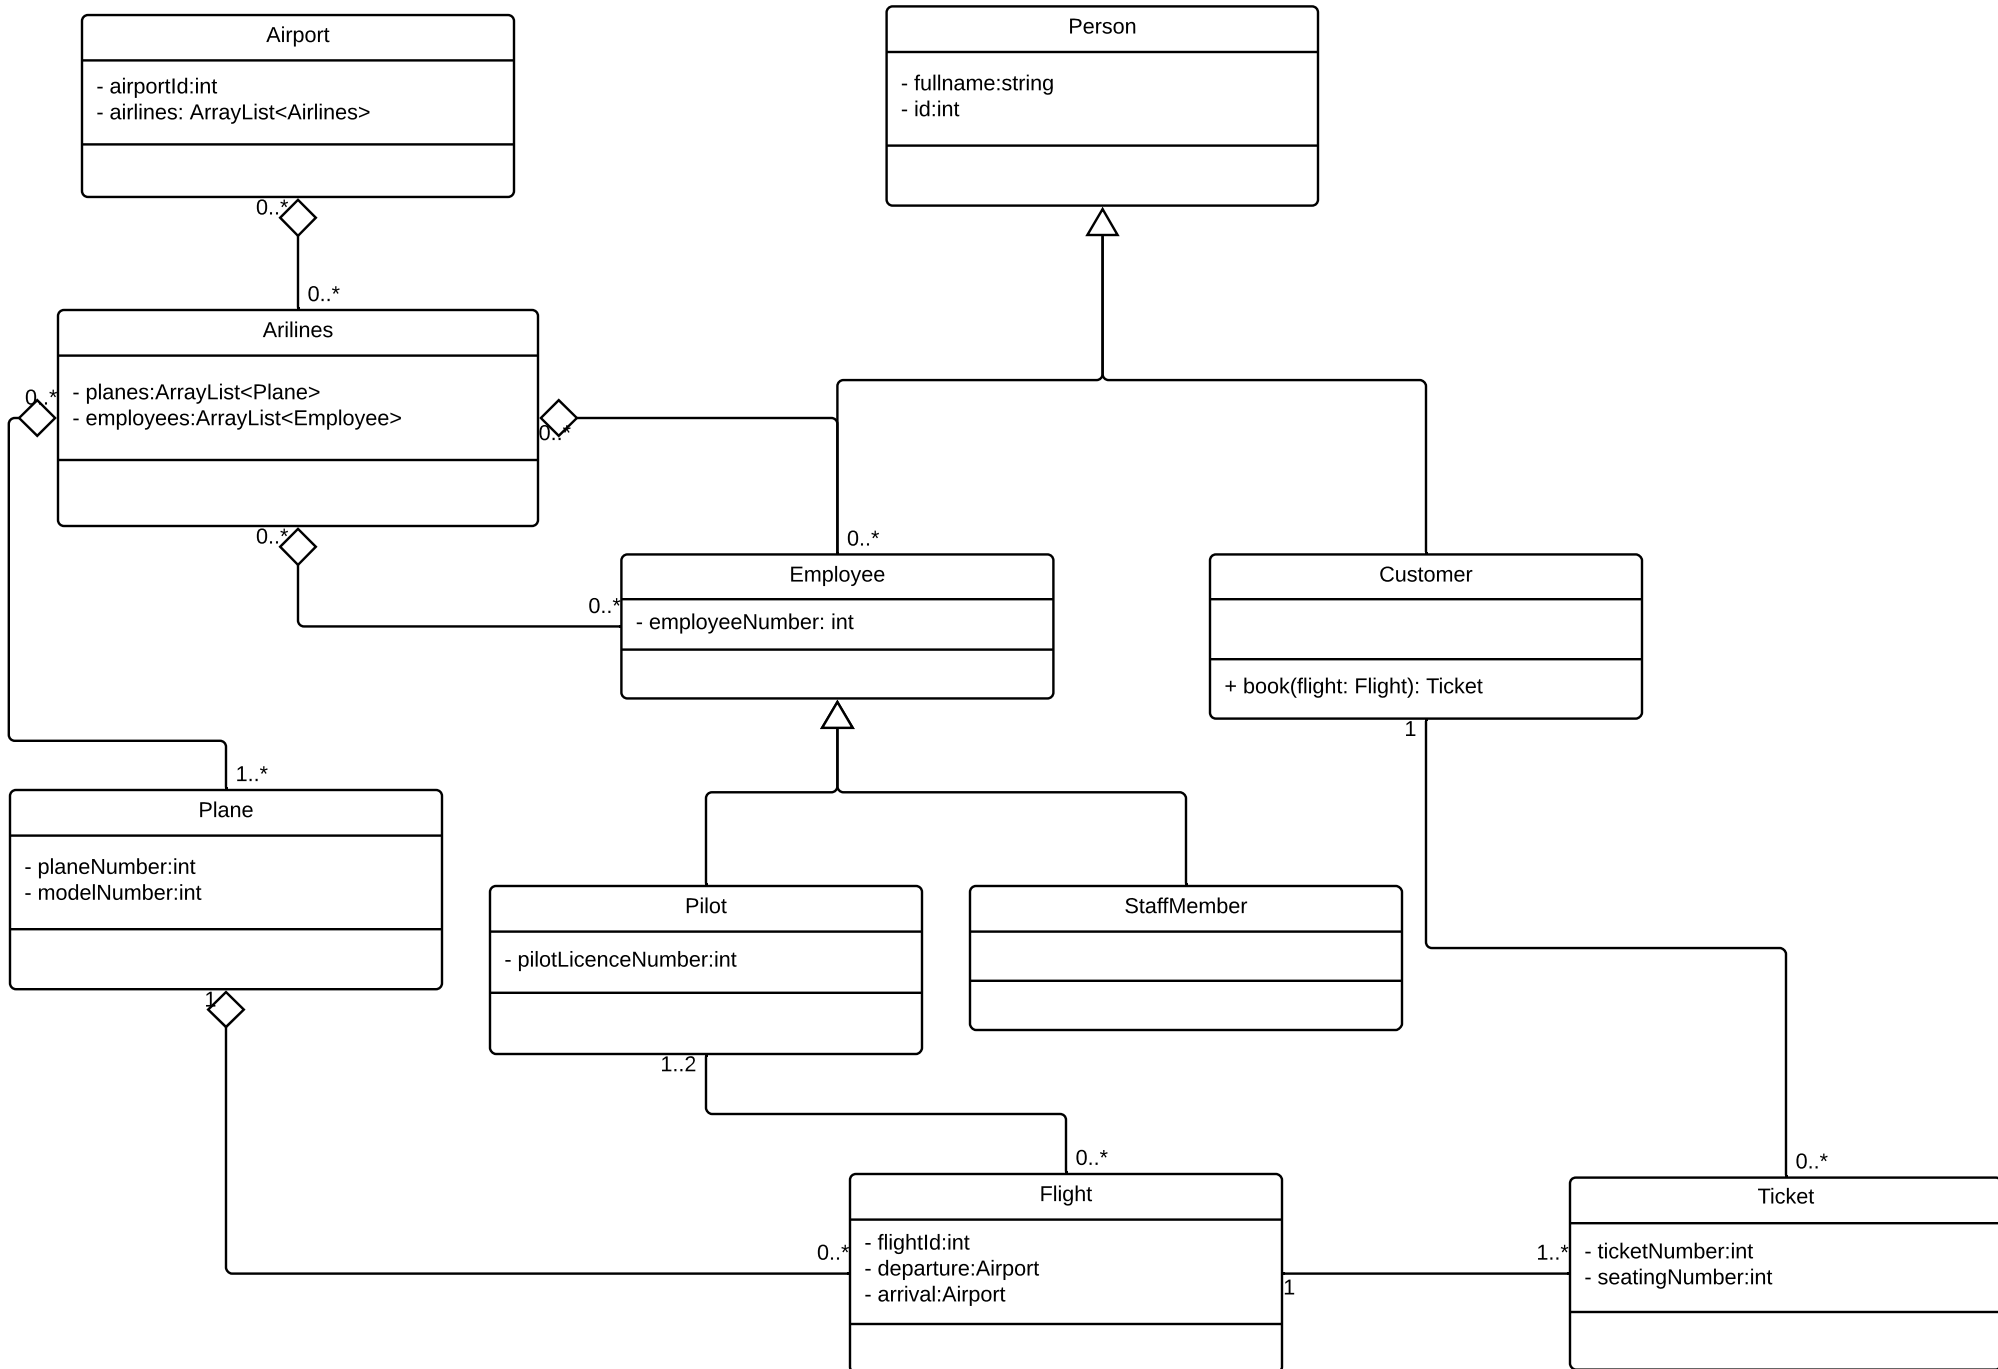 Airport
- airportId:int
- airlines: ArrayList<Airlines>
0..*
0..*
Person
- fullname:string
- id:int
Arilines
- planes:ArrayList<Plane>
- employees:ArrayList<Employee>
0..*
0..*
0..*
0..*
0..*
Employee
- employeeNumber: int
Customer
+ book(flight: Flight): Ticket
1
1..*
Plane
- planeNumber:int
- modelNumber:int
1
Pilot
- pilotLicenceNumber:int
1..2
StaffMember
0..*
0..*
Flight
- flightId:int
- departure:Airport
- arrival:Airport
1
0..*
1..*
Ticket
- ticketNumber:int
- seatingNumber:int